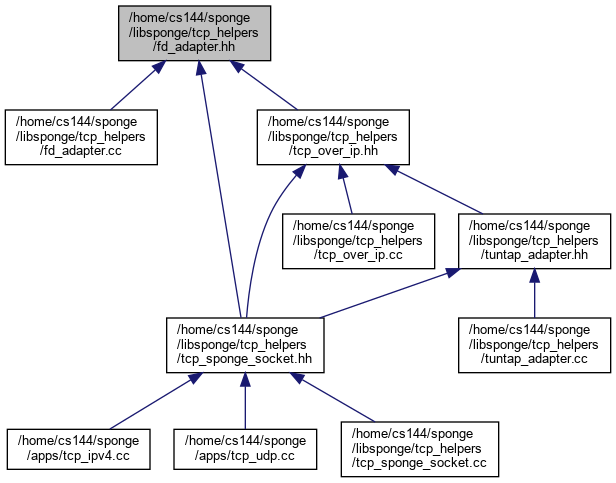 /home/cs144/sponge
/libsponge/tcp_helpers
/fd_adapter.hh
/home/cs144/sponge
/libsponge/tcp_helpers
/fd_adapter.cc
/home/cs144/sponge
/libsponge/tcp_helpers
/tcp_over_ip.hh
/home/cs144/sponge
/libsponge/tcp_helpers
/tcp_over_ip.cc
/home/cs144/sponge
/libsponge/tcp_helpers
/tuntap_adapter.hh
/home/cs144/sponge
/libsponge/tcp_helpers
/tcp_sponge_socket.hh
/home/cs144/sponge
/libsponge/tcp_helpers
/tuntap_adapter.cc
/home/cs144/sponge
/apps/tcp_ipv4.cc
/home/cs144/sponge
/apps/tcp_udp.cc
/home/cs144/sponge
/libsponge/tcp_helpers
/tcp_sponge_socket.cc